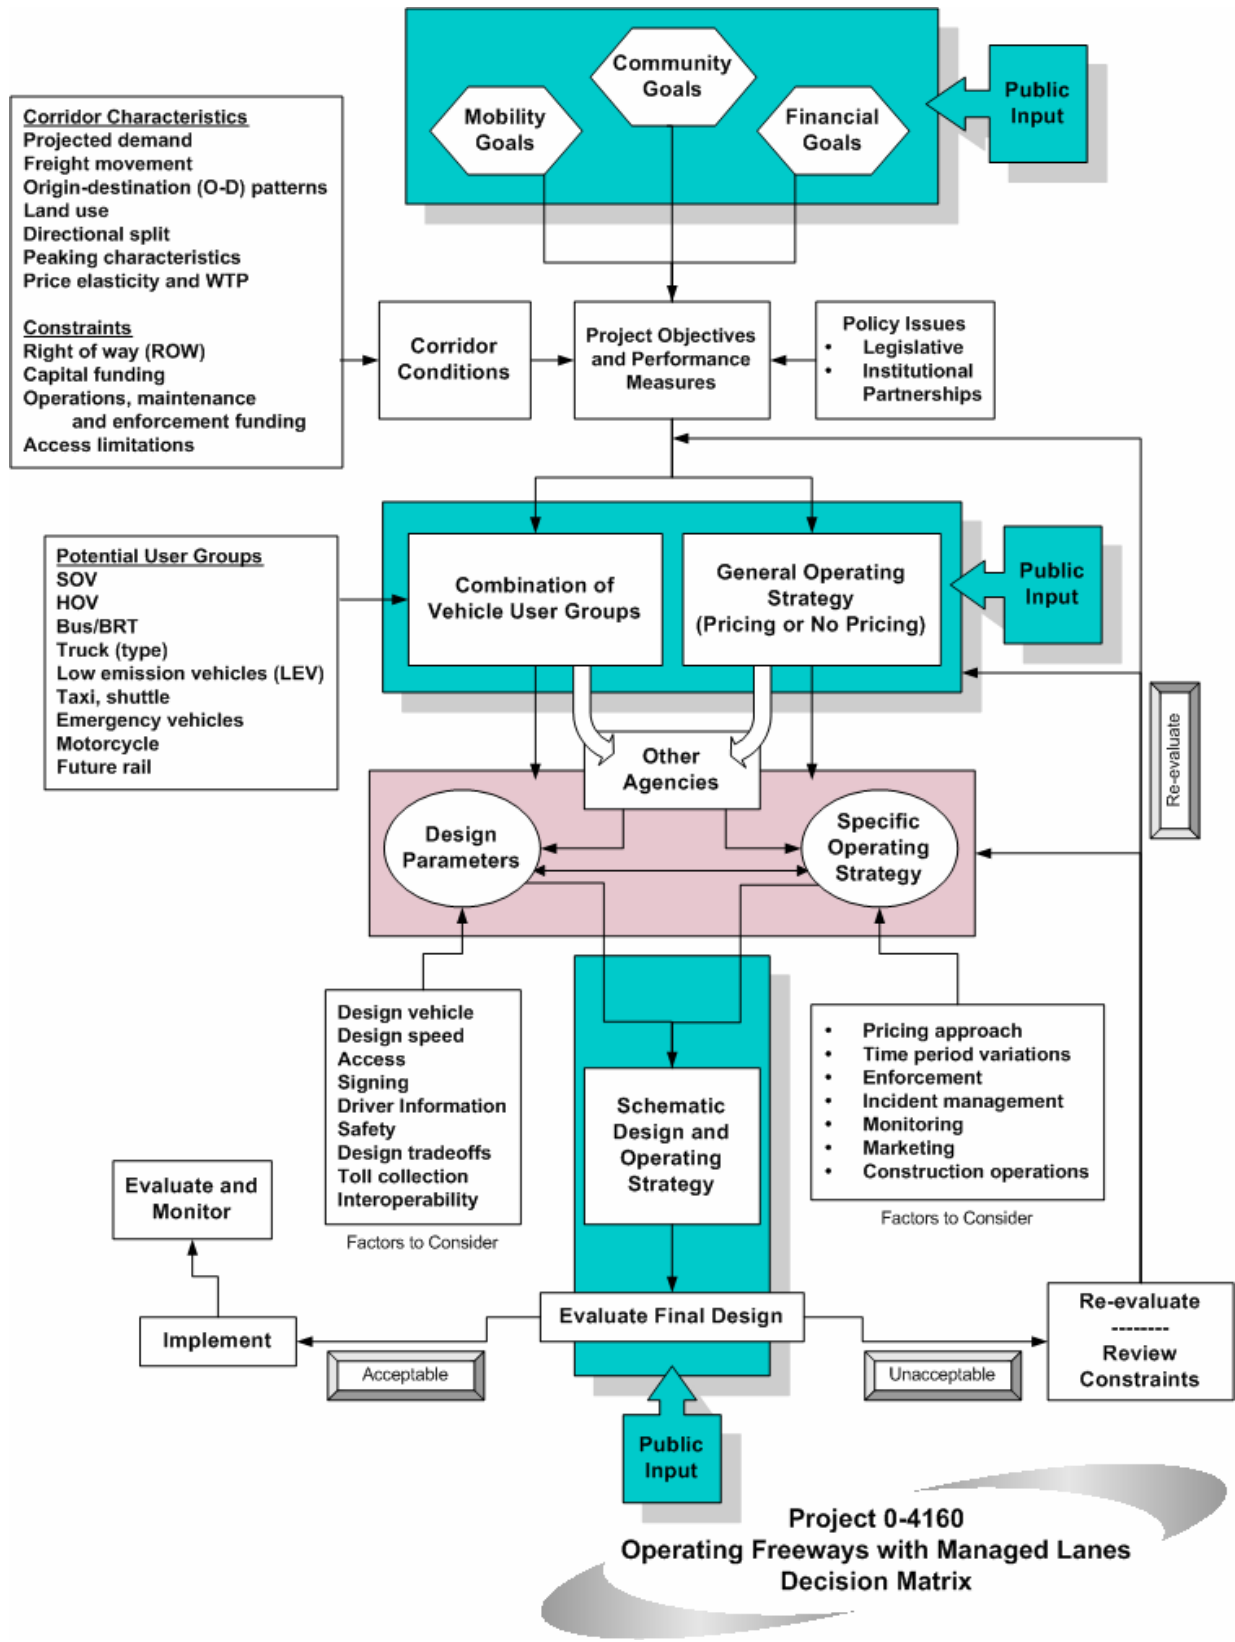 Community
Goals
Mobility
Goals
Financial
Goals
Public
Input
Corridor Characteristics
Projected demand
Freight movement
Origin-destination (O-D) patterns
Land use
Directional split
Peaking characteristics
Price elasticity and WTP
Constraints
Right of way (ROW)
Capital funding
Operations, maintenance
and enforcement funding
Access limitations
Corridor
Conditions
Project Objectives
and Performance
Measures
Policy Issues
• Legislative
• Institutional
Partnerships
Potential User Groups
SOV
HOV
Bus/BRT
Truck (type)
Low emission vehicles (LEV)
Taxi, shuttle
Emergency vehicles
Motorcycle
Future rail
Combination of
Vehicle User Groups
General Operating
Strategy
(Pricing or No Pricing)
Public
Input
Re-evaluate
Other
Agencies
Design
Parameters
Specific
Operating
Strategy
Design vehicle
Design speed
Access
Signing
Driver Information
Safety
Design tradeoffs
Toll collection
Interoperability
Factors to Consider
Schematic
Design and
Operating
Strategy
• Pricing approach
• Time period variations
• Enforcement
• Incident management
• Monitoring
• Marketing
• Construction operations
Factors to Consider
Evaluate and
Monitor
Implement
Acceptable
Evaluate Final Design
Unacceptable
Re-evaluate
--------
Review
Constraints
Public
Input
Project 0-4160
Operating Freeways with Managed Lanes
Decision Matrix